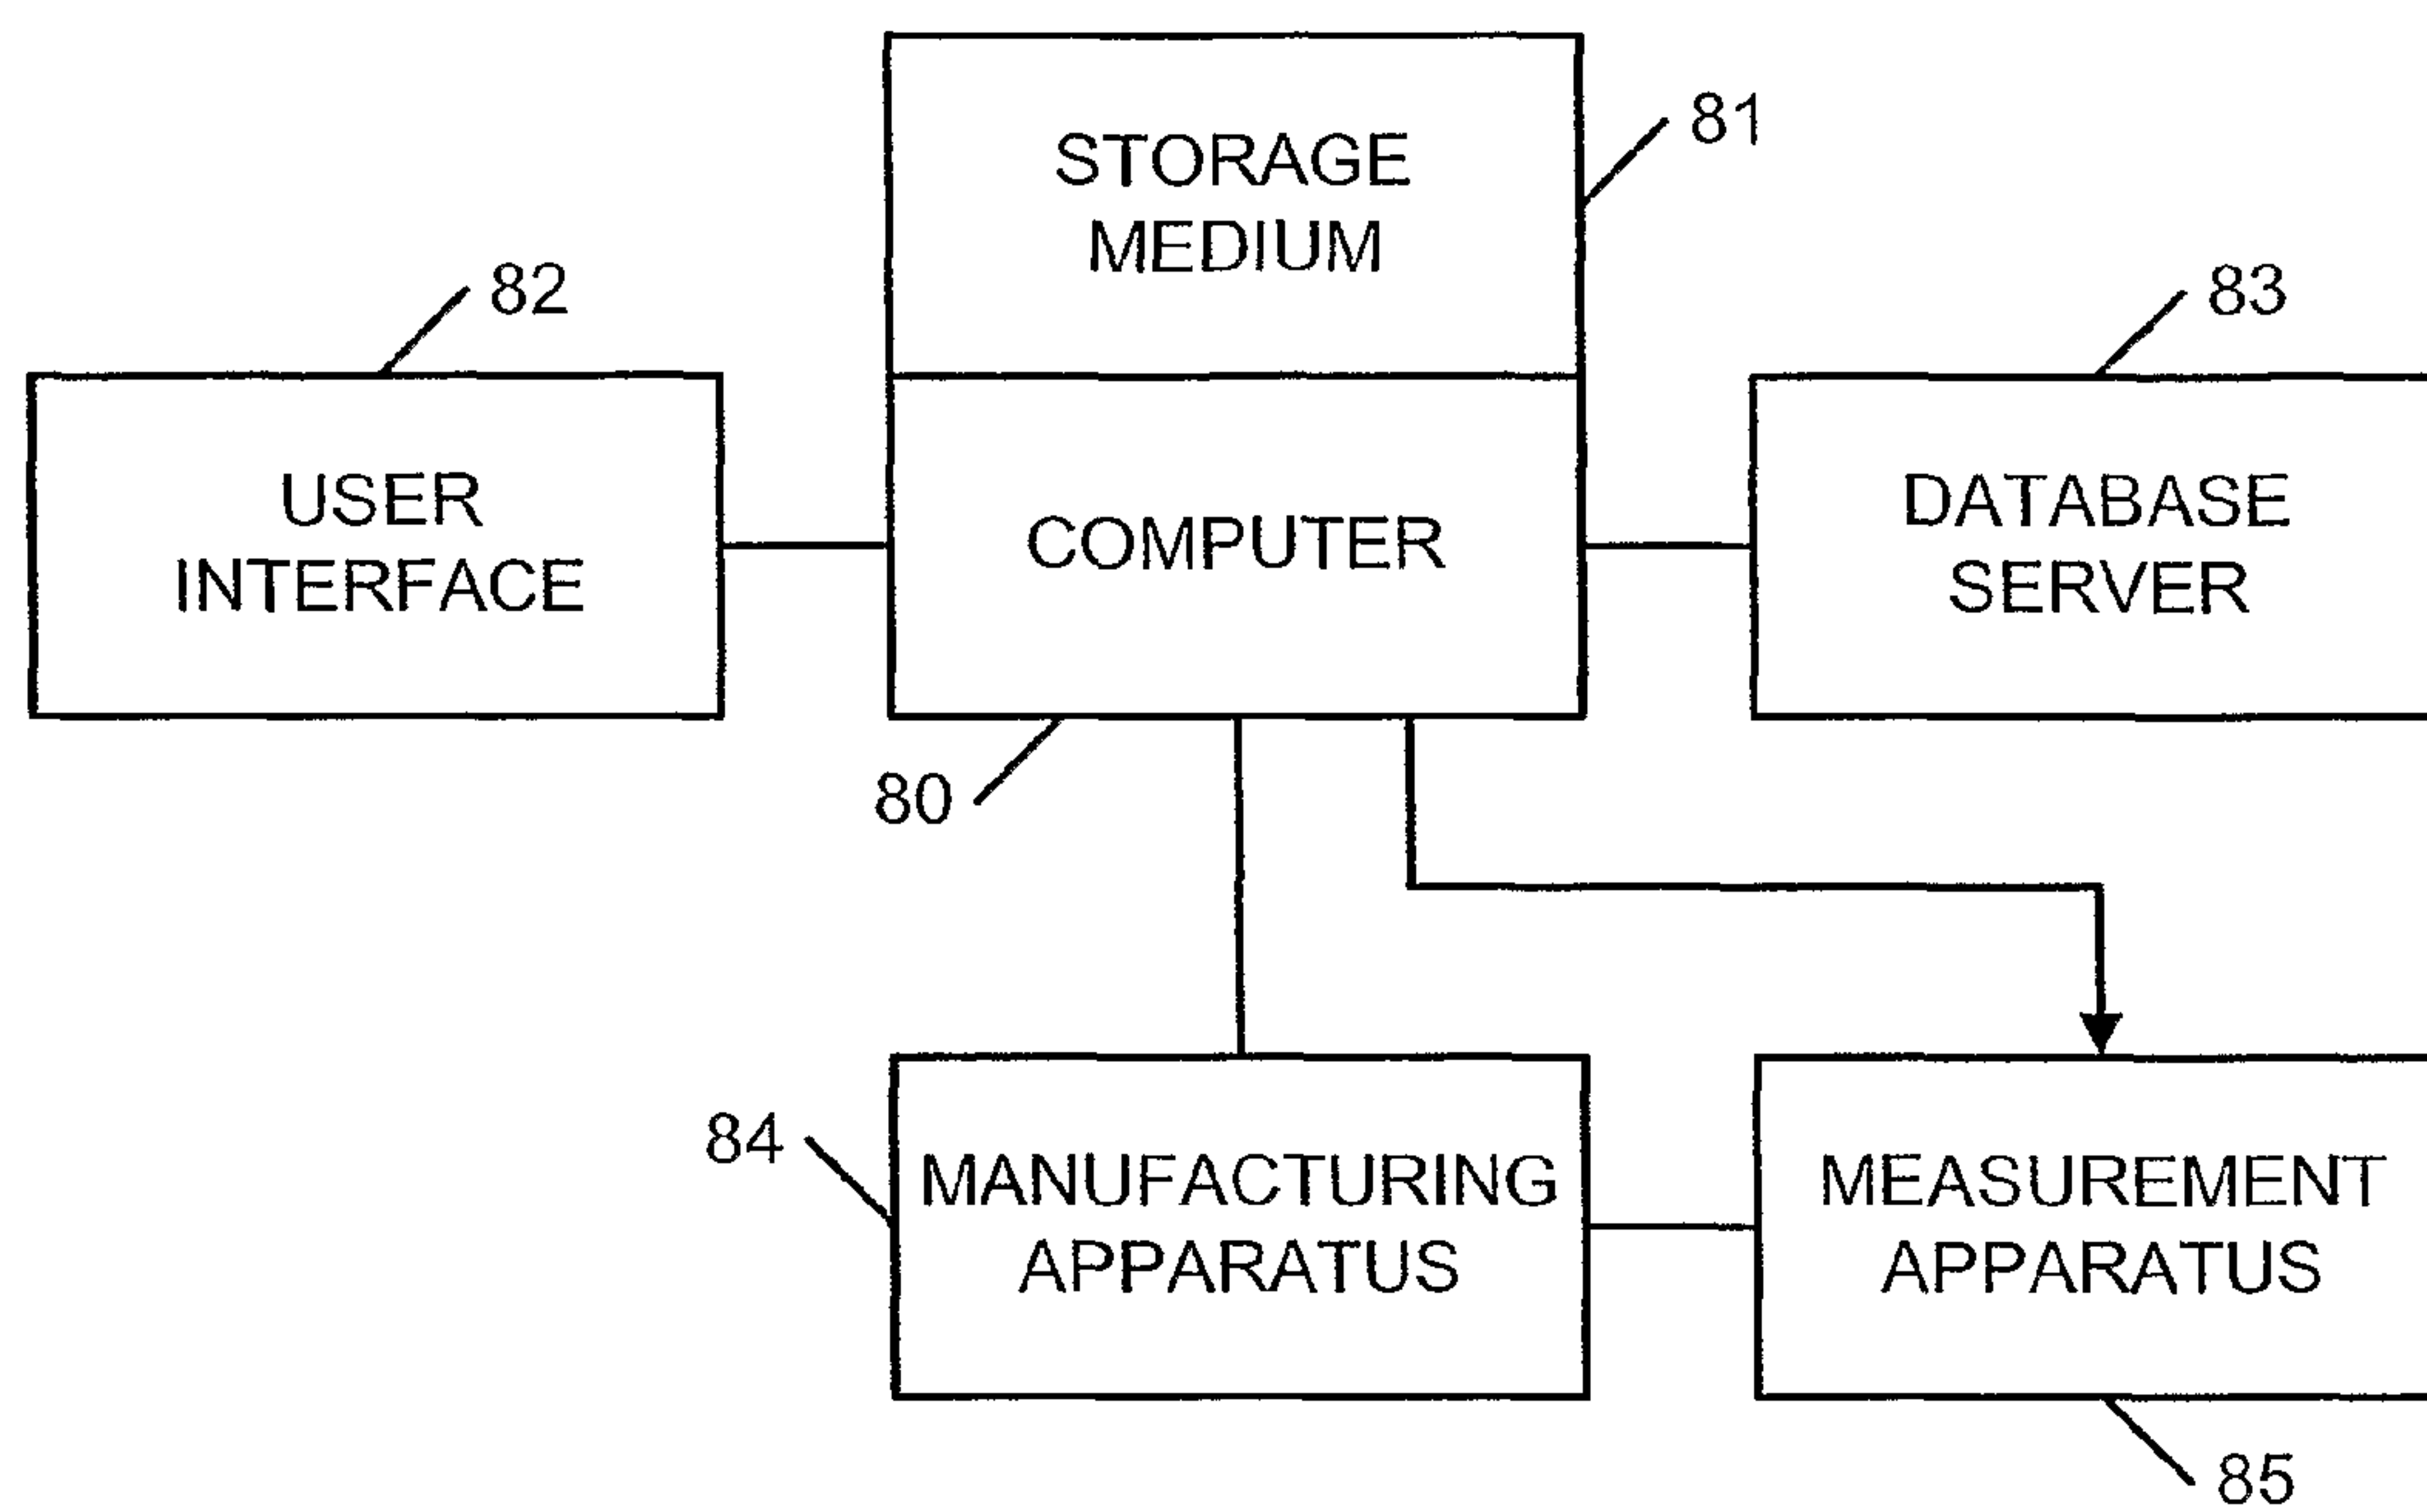 STORAGE
MEDIUM
81
82
83
USER
INTERFACE
COMPUTER
DATABASE
SERVER
80
84
MANUFACTURING
APPARATUS
MEASUREMENT
APPARATUS
85